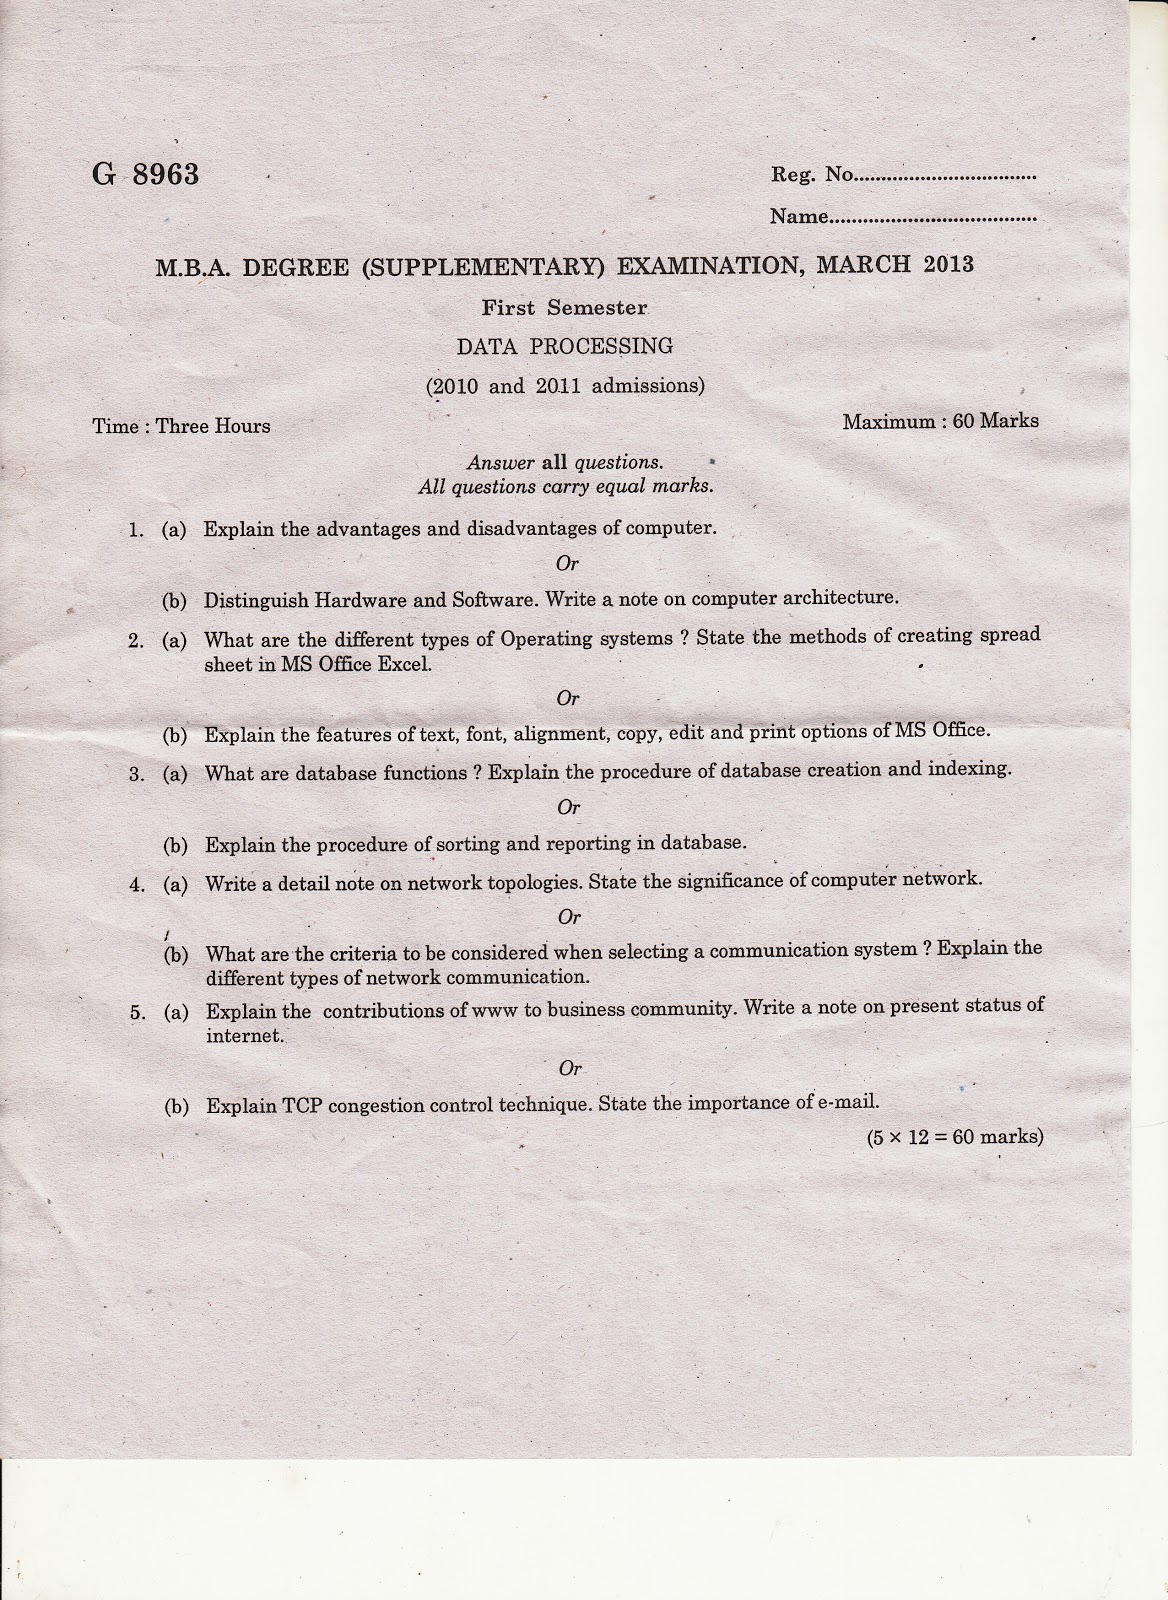 G 8963
Reg. No..................................
Name.....................................
M.B.A. DEGREE (SUPPLEMENTARY) EXAMINATION, MARCH 2013
First Semester
DATA PROCESSING
(2010 and 2011 admissions)
Time : Three Hours
Maximum : 60 Marks
Answer all questions.
All questions carry equal marks.
1. (a) Explain the advantages and disadvantages of computer.
Or
(b) Distinguish Hardware and Software. Write a note on computer architecture.
2. (a) What are the different types of Operating systems ? State the methods of creating spread
sheet in MS Office Excel.
Or
(b) Explain the features of text, font, alignment, copy, edit and print options of MS Office.
3. (a) What are database functions ? Explain the procedure of database creation and indexing.
Or
(b) Explain the procedure of sorting and reporting in database.
4. (a) Write a detail note on network topologies. State the significance of computer network.
Or
(b) What are the criteria to be considered when selecting a communication system ? Explain the
different types of network communication.
5. (a) Explain the contributions of www to business community. Write a note on present status of
internet.
Or
(b) Explain TCP congestion control technique. State the importance of e-mail.
(5 × 12 = 60 marks)